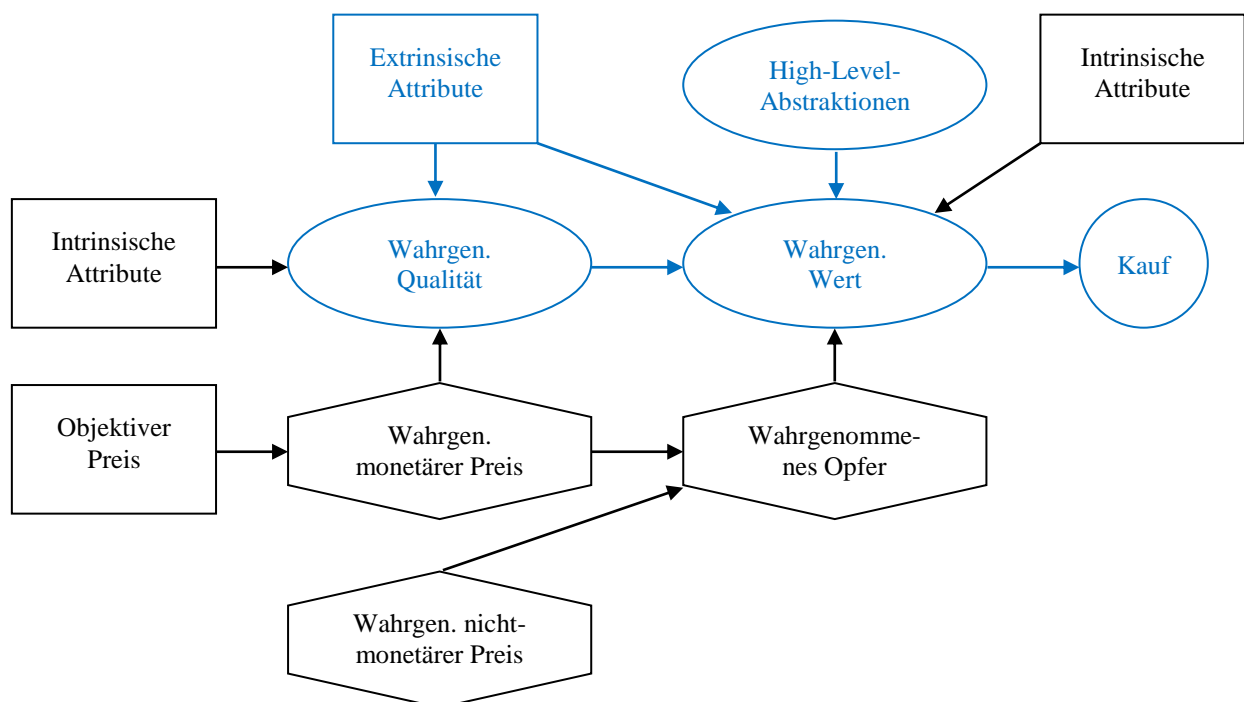 Extrinsische
Attribute
High-Level-
Abstraktionen
Intrinsische
Attribute
Intrinsische
Attribute
Wahrgen.
Qualität
Wahrgen.
Wert
Kauf
Objektiver
Preis
Wahrgen.
monetärer Preis
Wahrgenomme-
nes Opfer
Wahrgen. nicht-
monetärer Preis